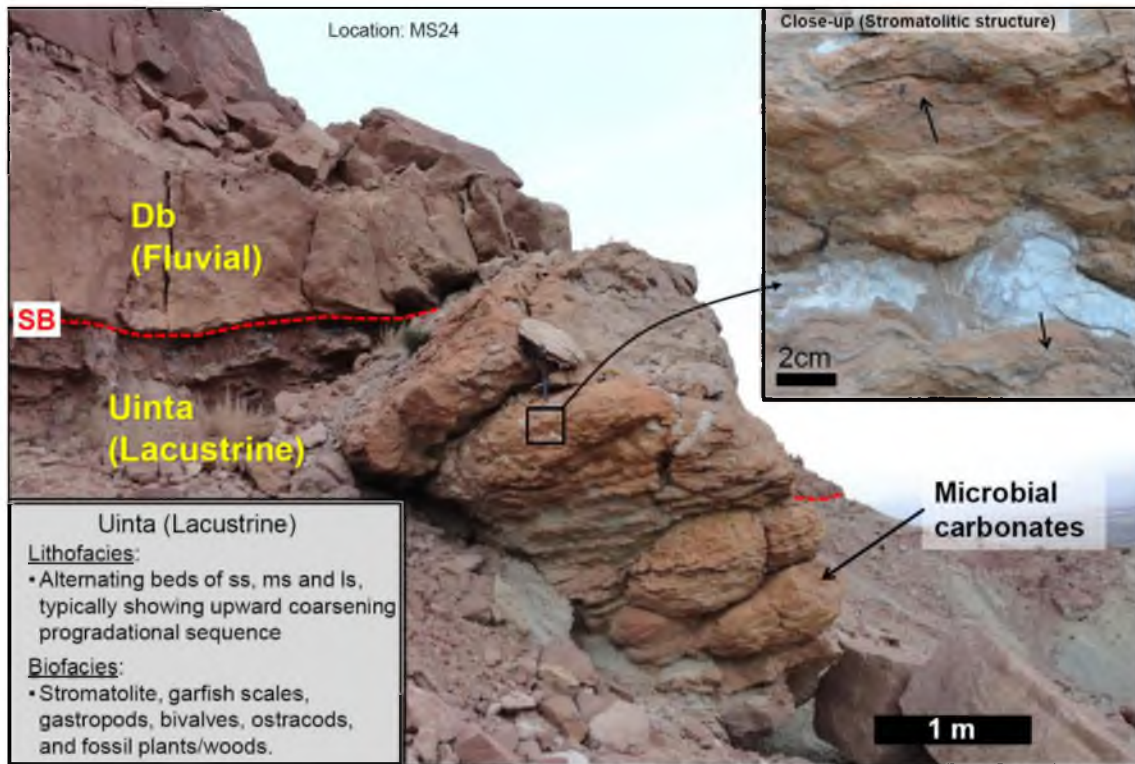 Location: MS24
Close-up (Stromatolitic structure)
2cm
Db
(Fluvial)
SB
Uinta
(Lacustrine)
Microbial
carbonates
Uinta (Lacustrine)
Lithofacies:
• Alternating beds of ss, ms and ls,
typically showing upward coarsening
progradational sequence
Biofacies:
• Stromatolite, garfish scales,
gastropods, bivalves, ostracods,
and fossil plants/woods.
1 m